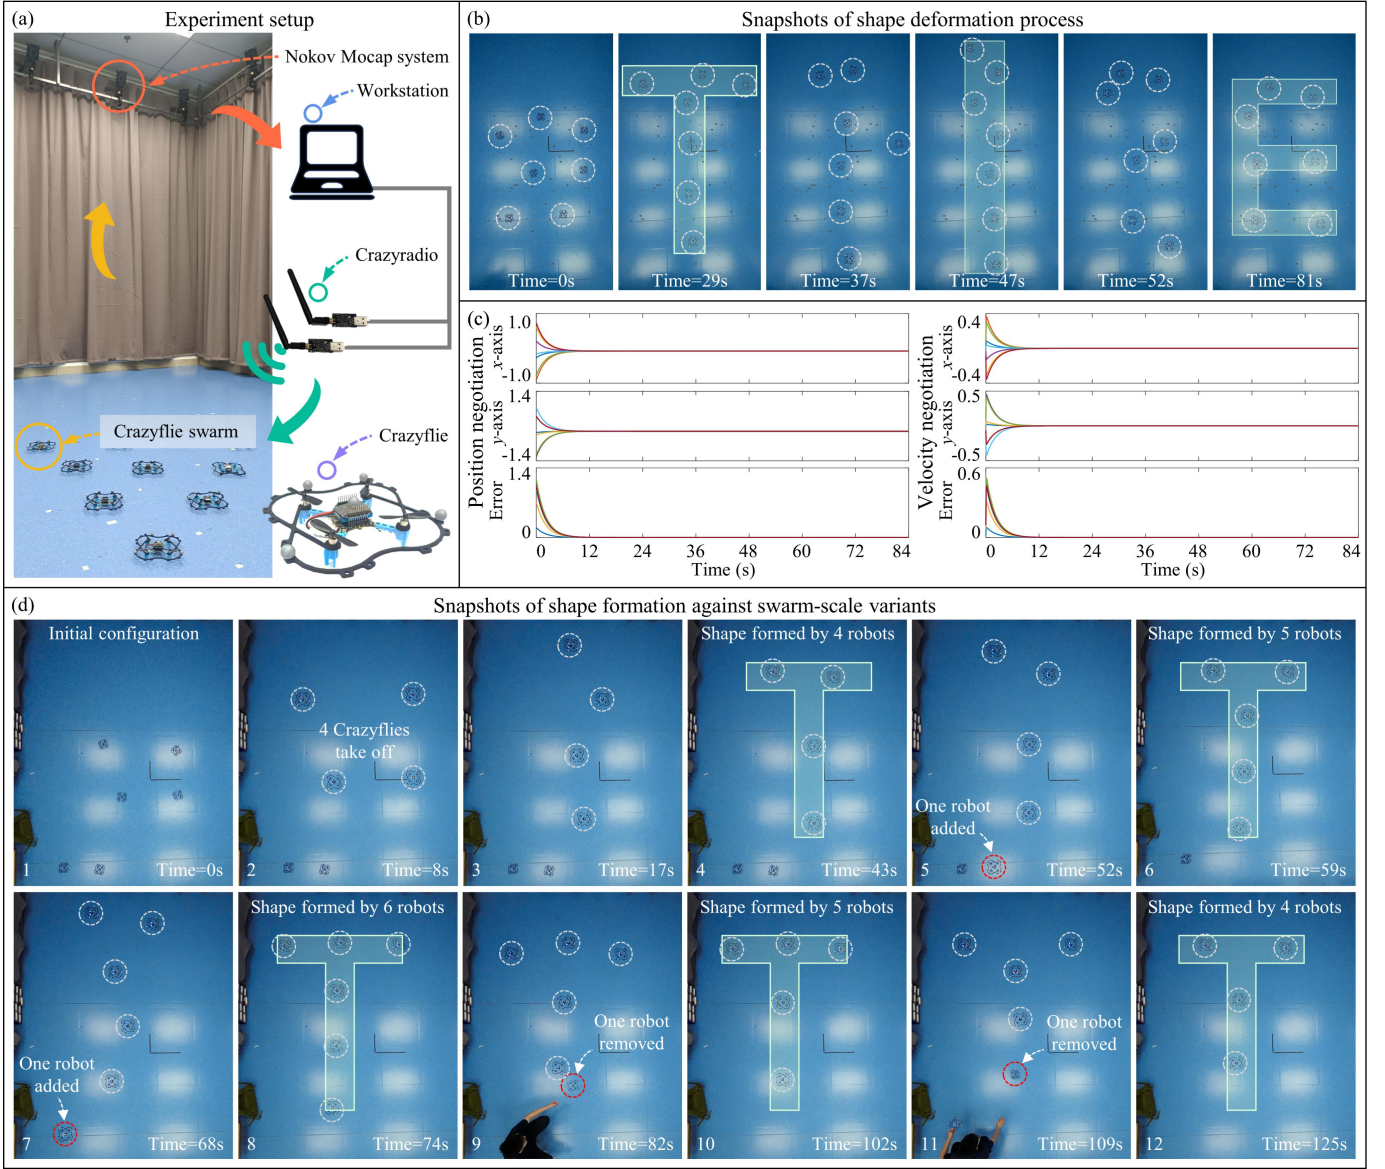 (a) Experiment setup
Nokov Mocap system
Workstation
Crazyradio
Crazyflie swarm
Crazyflie
(b) Snapshots of shape deformation process
Time=0s
Time=29s
Time=37s
Time=47s
Time=52s
Time=81s
(c)
Position negotiation
x-axis
1.0
-1.0
y-axis
1.4
-1.4
Error
1.4
0
0 12 24 36 48 60 72 84
Time (s)
Velocity negotiation
x-axis
0.4
-0.4
y-axis
0.5
-0.5
Error
0.6
0
0 12 24 36 48 60 72 84
Time (s)
(d) Snapshots of shape formation against swarm-scale variants
Initial configuration
1 Time=0s
4 Crazyflies
take off
2 Time=8s
3 Time=17s
Shape formed by 4 robots
4 Time=43s
One robot
added
5 Time=52s
Shape formed by 5 robots
6 Time=59s
One robot
added
7 Time=68s
Shape formed by 6 robots
8 Time=74s
One robot
removed
9 Time=82s
Shape formed by 5 robots
10 Time=102s
One robot
removed
11 Time=109s
Shape formed by 4 robots
12 Time=125s